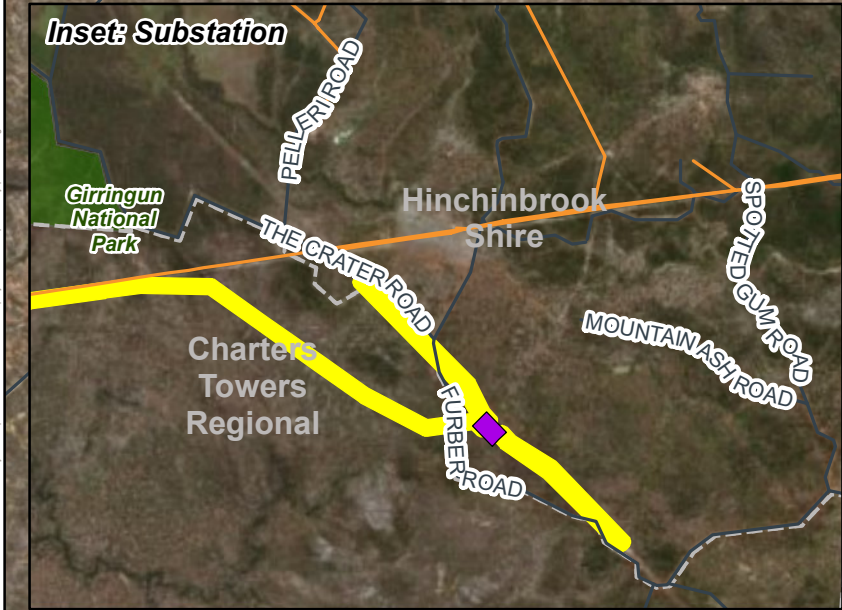 Inset: Substation
PELLERI ROAD
Girringun
National
Park
Hinchinbrook
Shire
THE CRATER ROAD
SPOTTED GUM ROAD
MOUNTAIN ASH ROAD
Charters
Towers
Regional
FURBER ROAD